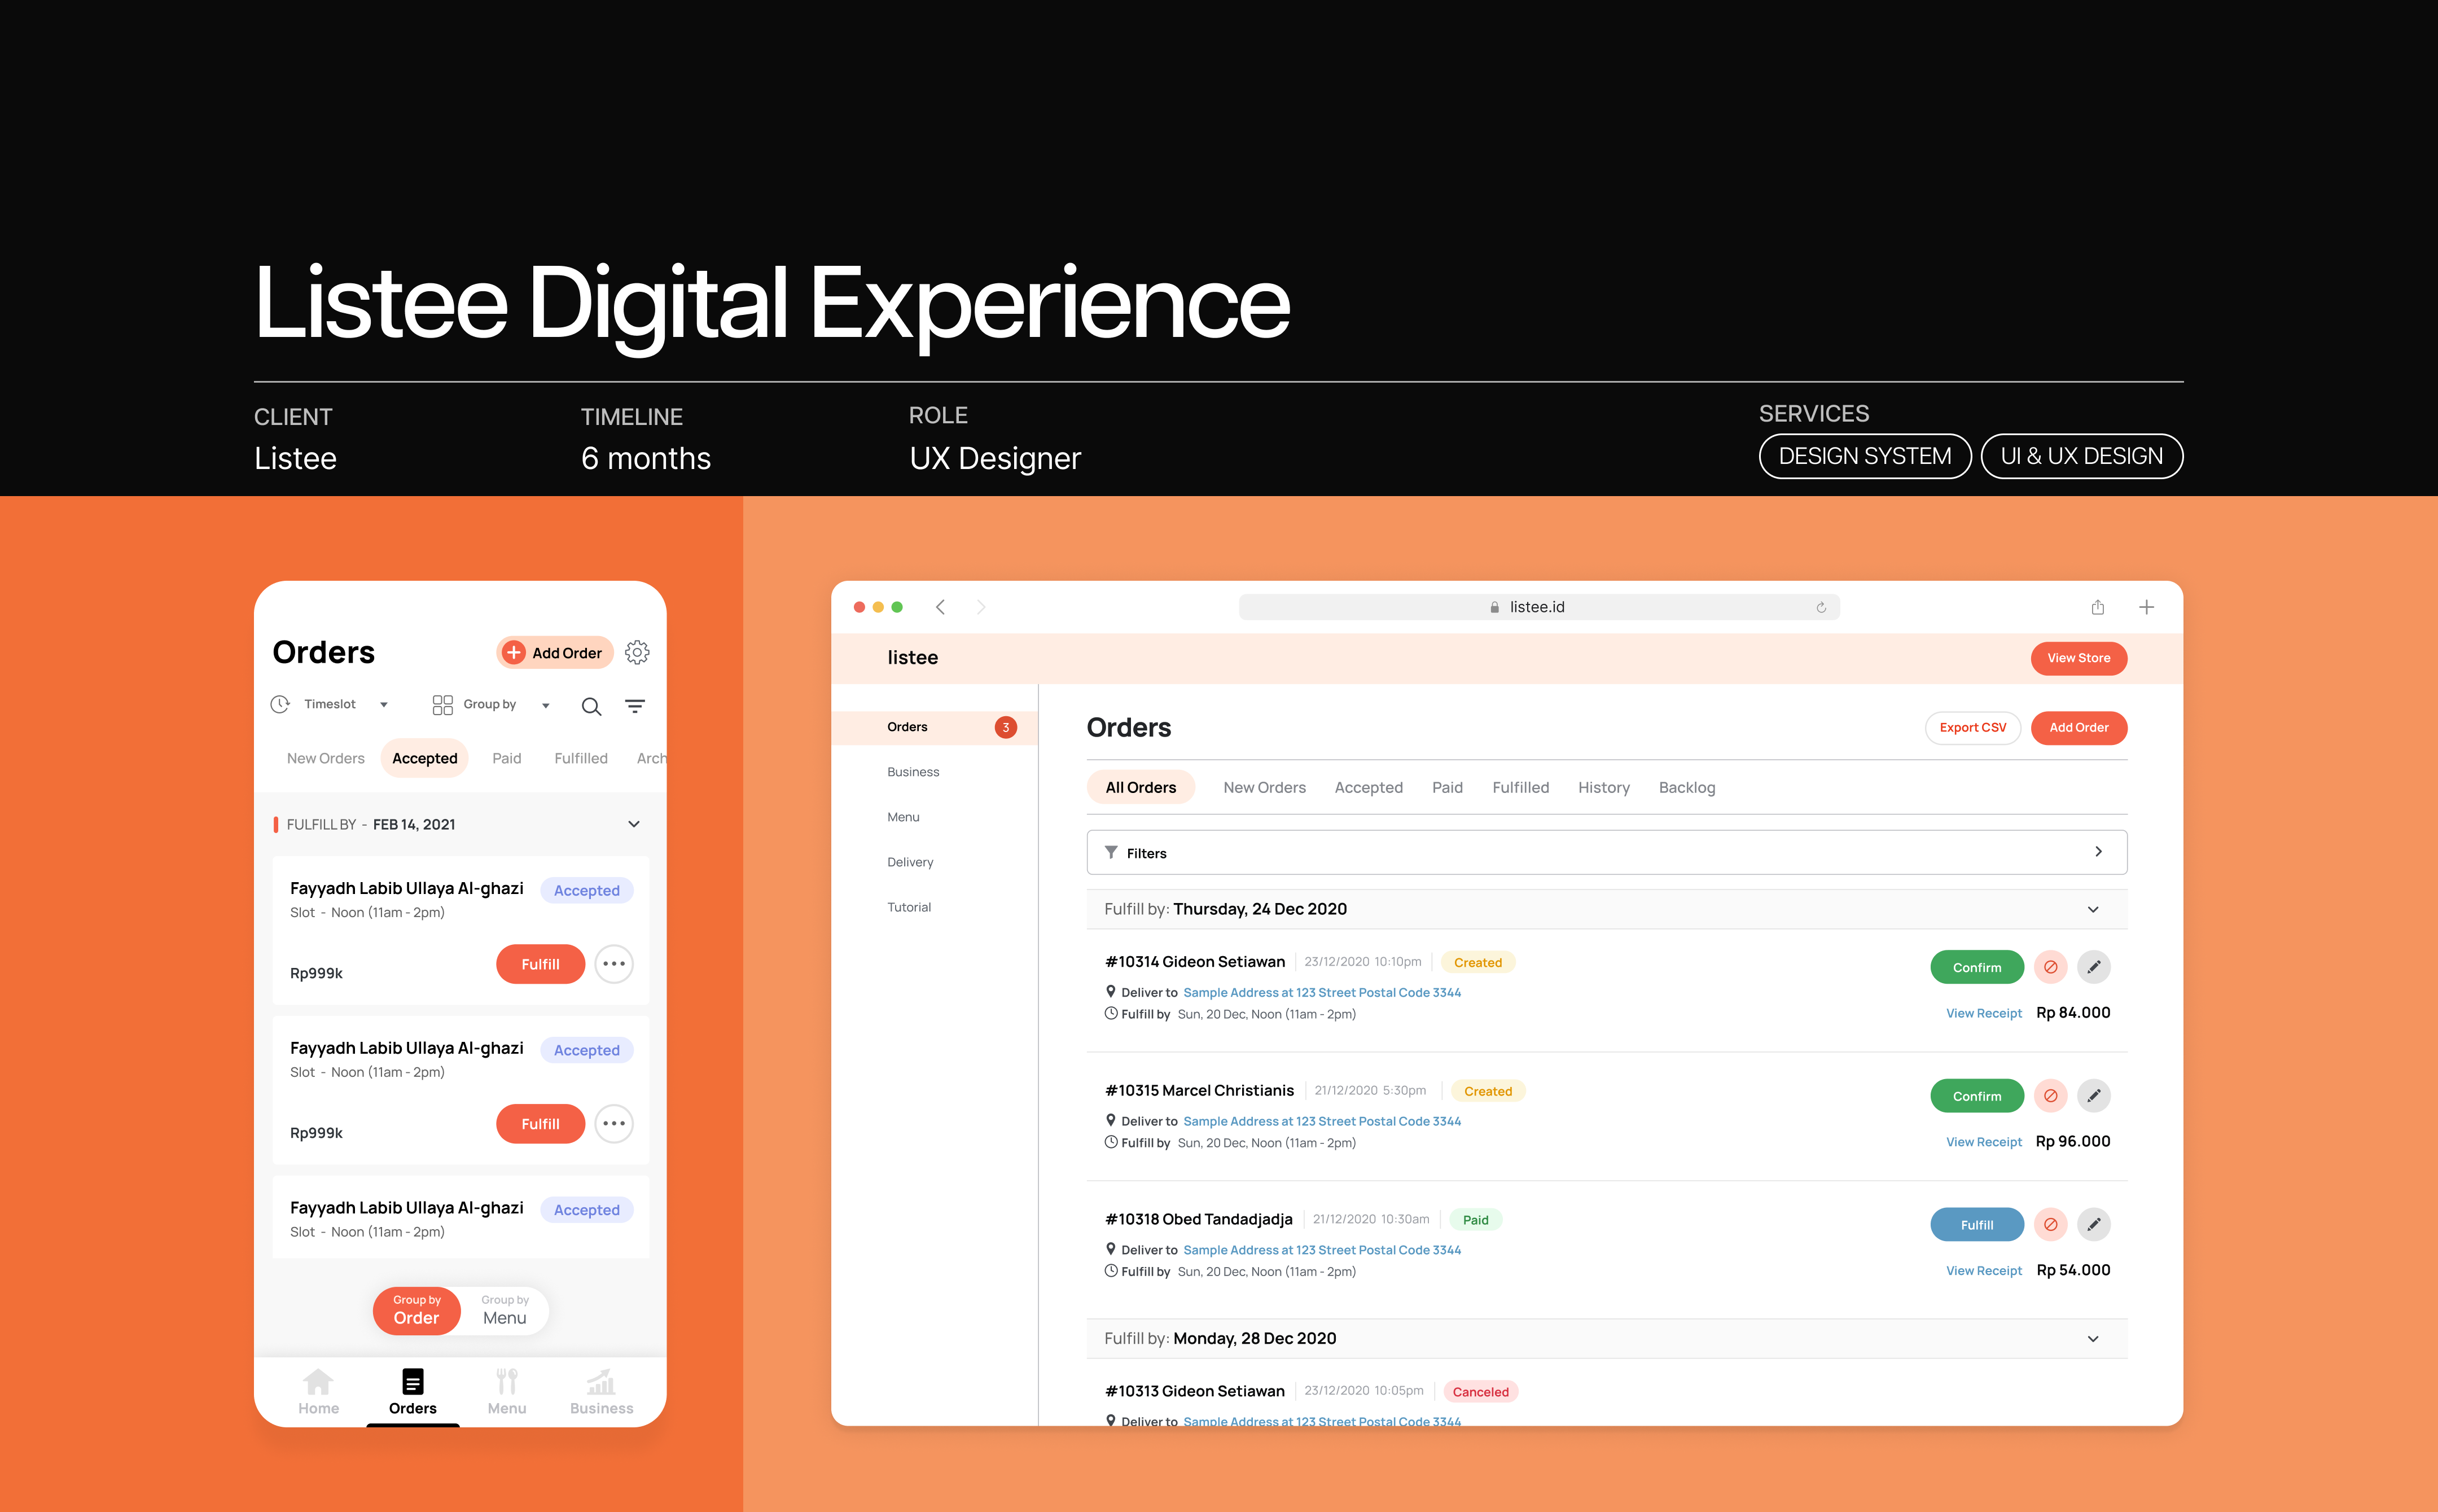 Listee Digital Experience
CLIENT
Listee
TIMELINE
6 months
ROLE
UX Designer
SERVICES
DESIGN SYSTEM
UI & UX DESIGN
Orders
Add Order
Timeslot
Group by
New Orders
Accepted
Paid
Fulfilled
Arch
FULFILL BY - FEB 14, 2021
Fayyadh Labib Ullaya Al-ghazi
Accepted
Slot - Noon (11am - 2pm)
Rp999k
Fulfill
Fayyadh Labib Ullaya Al-ghazi
Accepted
Slot - Noon (11am - 2pm)
Rp999k
Fulfill
Fayyadh Labib Ullaya Al-ghazi
Accepted
Slot - Noon (11am - 2pm)
Group by
Order
Group by
Menu
Home
Orders
Menu
Business
listee.id
listee
View Store
Orders
3
Business
Menu
Delivery
Tutorial
Orders
Export CSV
Add Order
All Orders
New Orders
Accepted
Paid
Fulfilled
History
Backlog
Filters
Fulfill by: Thursday, 24 Dec 2020
#10314 Gideon Setiawan
23/12/2020 10:10pm
Created
Confirm
Deliver to Sample Address at 123 Street Postal Code 3344
Fulfill by Sun, 20 Dec, Noon (11am - 2pm)
View Receipt
Rp 84.000
#10315 Marcel Christianis
21/12/2020 5:30pm
Created
Confirm
Deliver to Sample Address at 123 Street Postal Code 3344
Fulfill by Sun, 20 Dec, Noon (11am - 2pm)
View Receipt
Rp 96.000
#10318 Obed Tandadjadja
21/12/2020 10:30am
Paid
Fulfill
Deliver to Sample Address at 123 Street Postal Code 3344
Fulfill by Sun, 20 Dec, Noon (11am - 2pm)
View Receipt
Rp 54.000
Fulfill by: Monday, 28 Dec 2020
#10313 Gideon Setiawan
23/12/2020 10:05pm
Canceled
Deliver to Sample Address at 123 Street Postal Code 3344